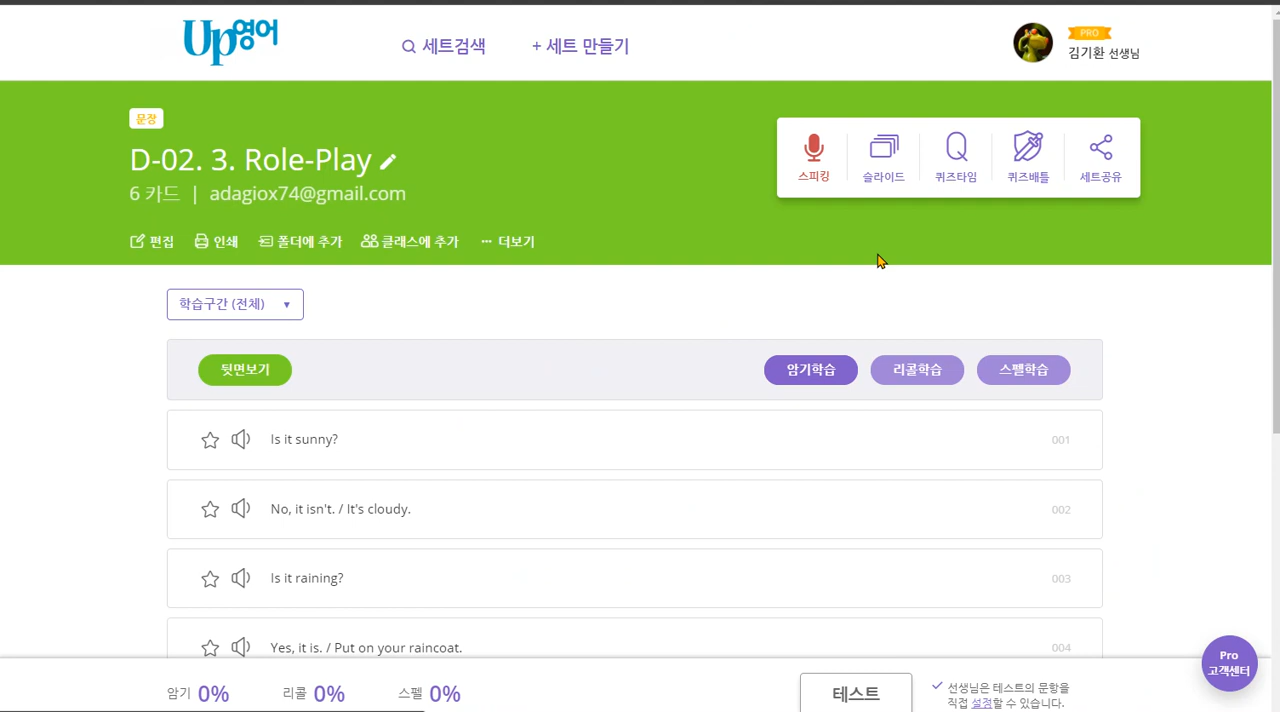 Up영어
세트검색
+ 세트 만들기
PRO
김기환 선생님
문장
D-02. 3. Role-Play
6 카드 | adagiox74@gmail.com
스피킹
슬라이드
퀴즈타임
퀴즈배틀
세트공유
편집
인쇄
폴더에 추가
클래스에 추가
··· 더보기
학습구간 (전체) ▼
뒷면보기
암기학습
리콜학습
스펠학습
Is it sunny?
001
No, it isn't. / It's cloudy.
002
Is it raining?
003
Yes, it is. / Put on your raincoat.
004
Pro
고객센터
암기 0%
리콜 0%
스펠 0%
테스트
선생님은 테스트의 문항을
직접 설정할 수 있습니다.